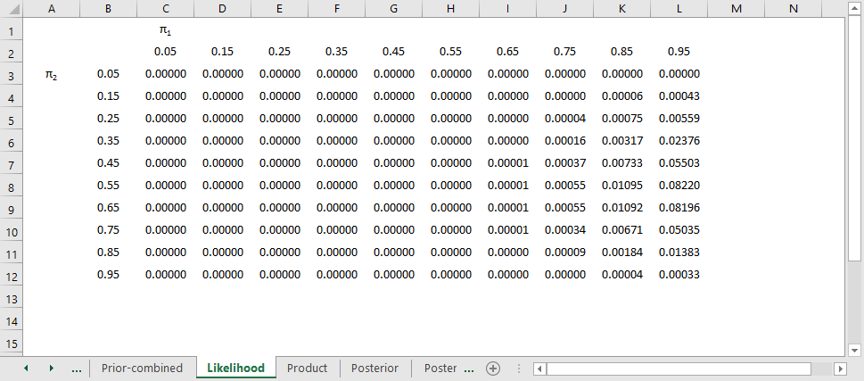 A B C D E F G H I J K L M N
1 π1
2 0.05 0.15 0.25 0.35 0.45 0.55 0.65 0.75 0.85 0.95
3 π2 0.05 0.00000 0.00000 0.00000 0.00000 0.00000 0.00000 0.00000 0.00000 0.00000 0.00000
4 0.15 0.00000 0.00000 0.00000 0.00000 0.00000 0.00000 0.00000 0.00000 0.00006 0.00043
5 0.25 0.00000 0.00000 0.00000 0.00000 0.00000 0.00000 0.00000 0.00004 0.00075 0.00559
6 0.35 0.00000 0.00000 0.00000 0.00000 0.00000 0.00000 0.00000 0.00016 0.00317 0.02376
7 0.45 0.00000 0.00000 0.00000 0.00000 0.00000 0.00000 0.00001 0.00037 0.00733 0.05503
8 0.55 0.00000 0.00000 0.00000 0.00000 0.00000 0.00000 0.00001 0.00055 0.01095 0.08220
9 0.65 0.00000 0.00000 0.00000 0.00000 0.00000 0.00000 0.00001 0.00055 0.01092 0.08196
10 0.75 0.00000 0.00000 0.00000 0.00000 0.00000 0.00000 0.00001 0.00034 0.00671 0.05035
11 0.85 0.00000 0.00000 0.00000 0.00000 0.00000 0.00000 0.00000 0.00009 0.00184 0.01383
12 0.95 0.00000 0.00000 0.00000 0.00000 0.00000 0.00000 0.00000 0.00000 0.00004 0.00033
13
14
15
... Prior-combined Likelihood Product Posterior Poster ...